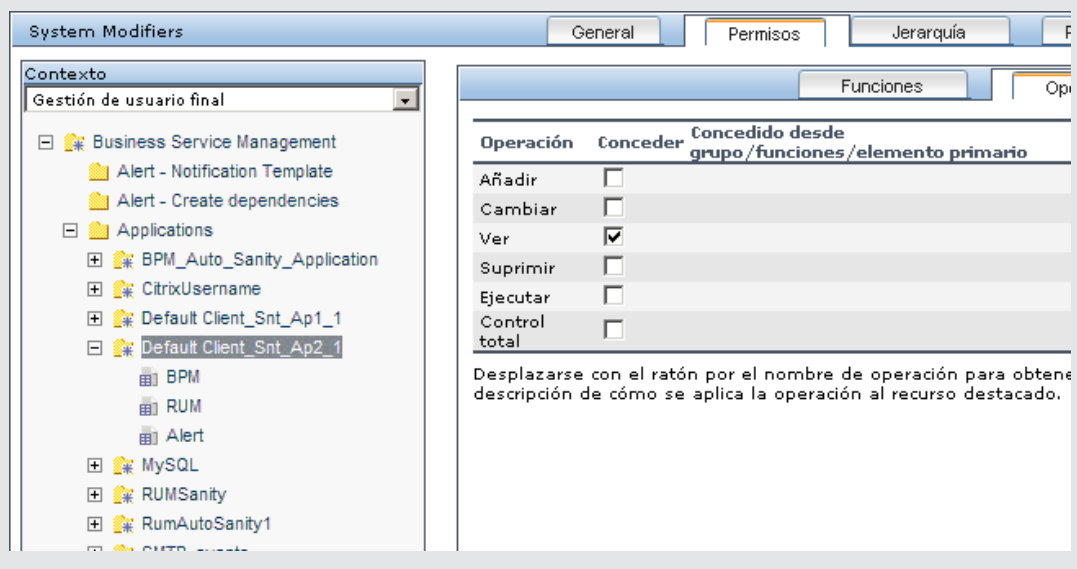 System Modifiers
General
Permisos
Jerarquía
Contexto
Gestión de usuario final
Business Service Management
Alert - Notification Template
Alert - Create dependencies
Applications
BPM_Auto_Sanity_Application
CitrixUsername
Default Client_Snt_Ap1_1
Default Client_Snt_Ap2_1
BPM
RUM
Alert
MySQL
RUMSanity
RumAutoSanity1
Funciones
Op
Operación
Conceder
Concedido desde
grupo/funciones/elemento primario
Añadir
Cambiar
Ver
Suprimir
Ejecutar
Control
total
Desplazarse con el ratón por el nombre de operación para obtene
descripción de cómo se aplica la operación al recurso destacado.